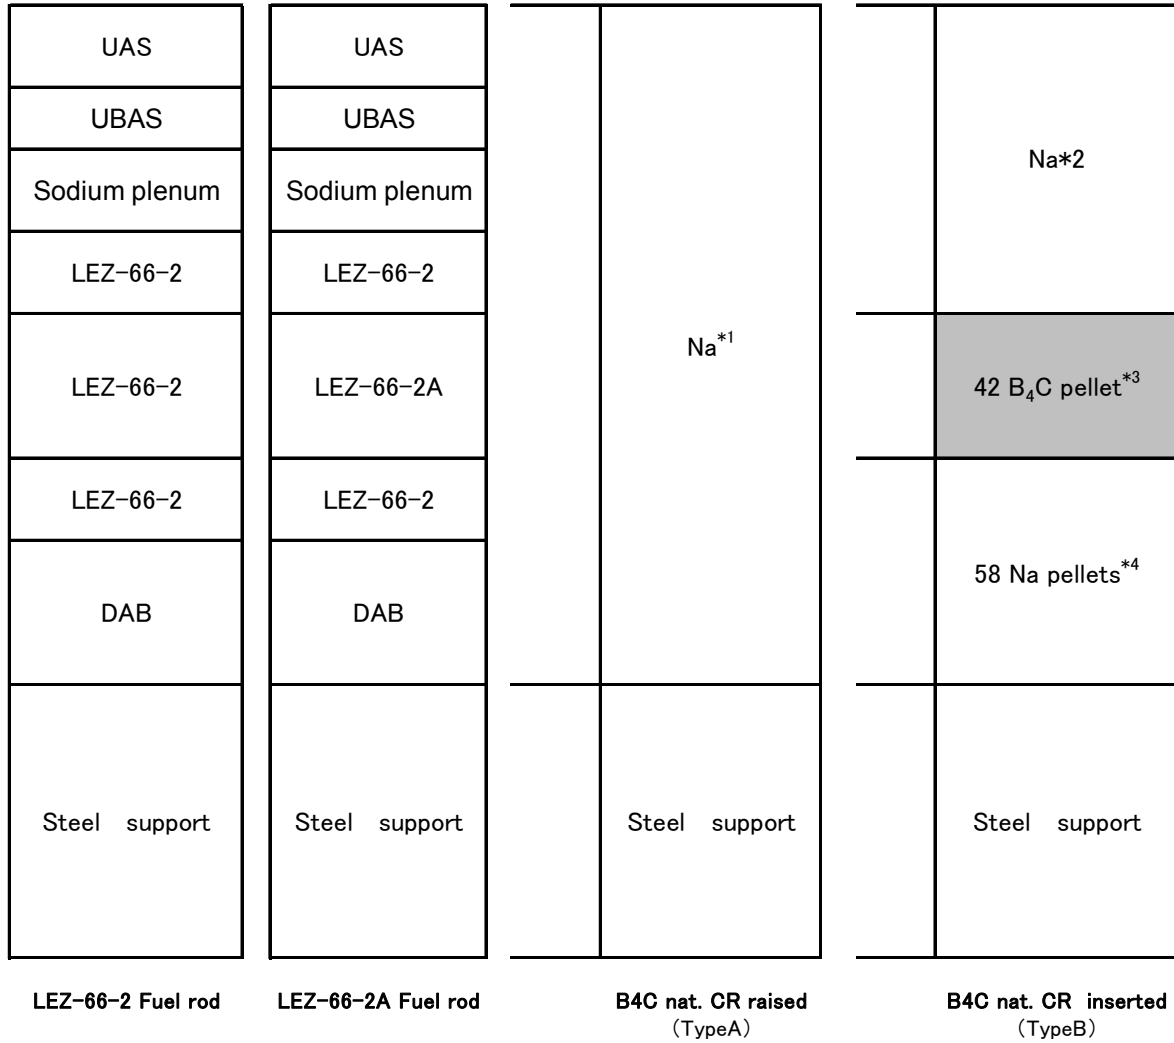 UAS
UBAS
Sodium plenum
LEZ-66-2
LEZ-66-2
LEZ-66-2
DAB
Steel support
LEZ-66-2 Fuel rod
UAS
UBAS
Sodium plenum
LEZ-66-2
LEZ-66-2A
LEZ-66-2
DAB
Steel support
LEZ-66-2A Fuel rod
Na*1
Steel support
B4C nat. CR raised
(TypeA)
Na*2
42 B₄C pellet*3
58 Na pellets*4
Steel support
B4C nat. CR inserted
(TypeB)